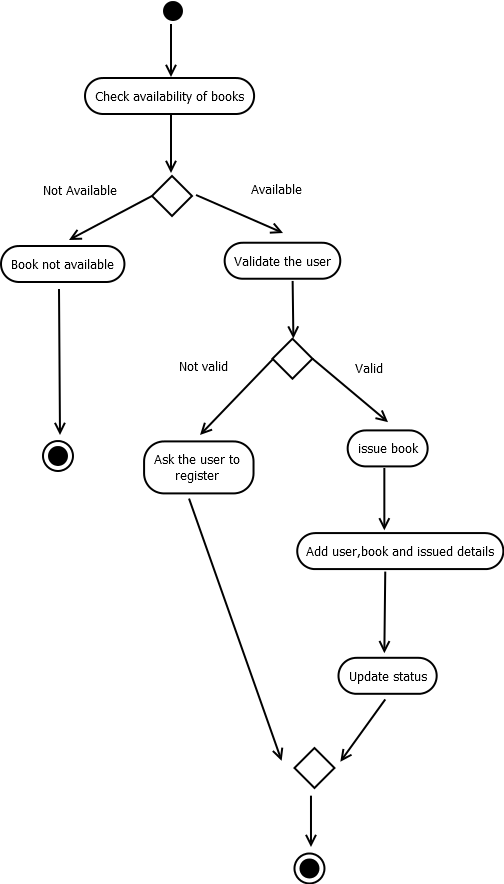 Check availability of books
Not Available
Available
Book not available
Validate the user
Not valid
Valid
issue book
Ask the user to
register
Add user,book and issued details
Update status